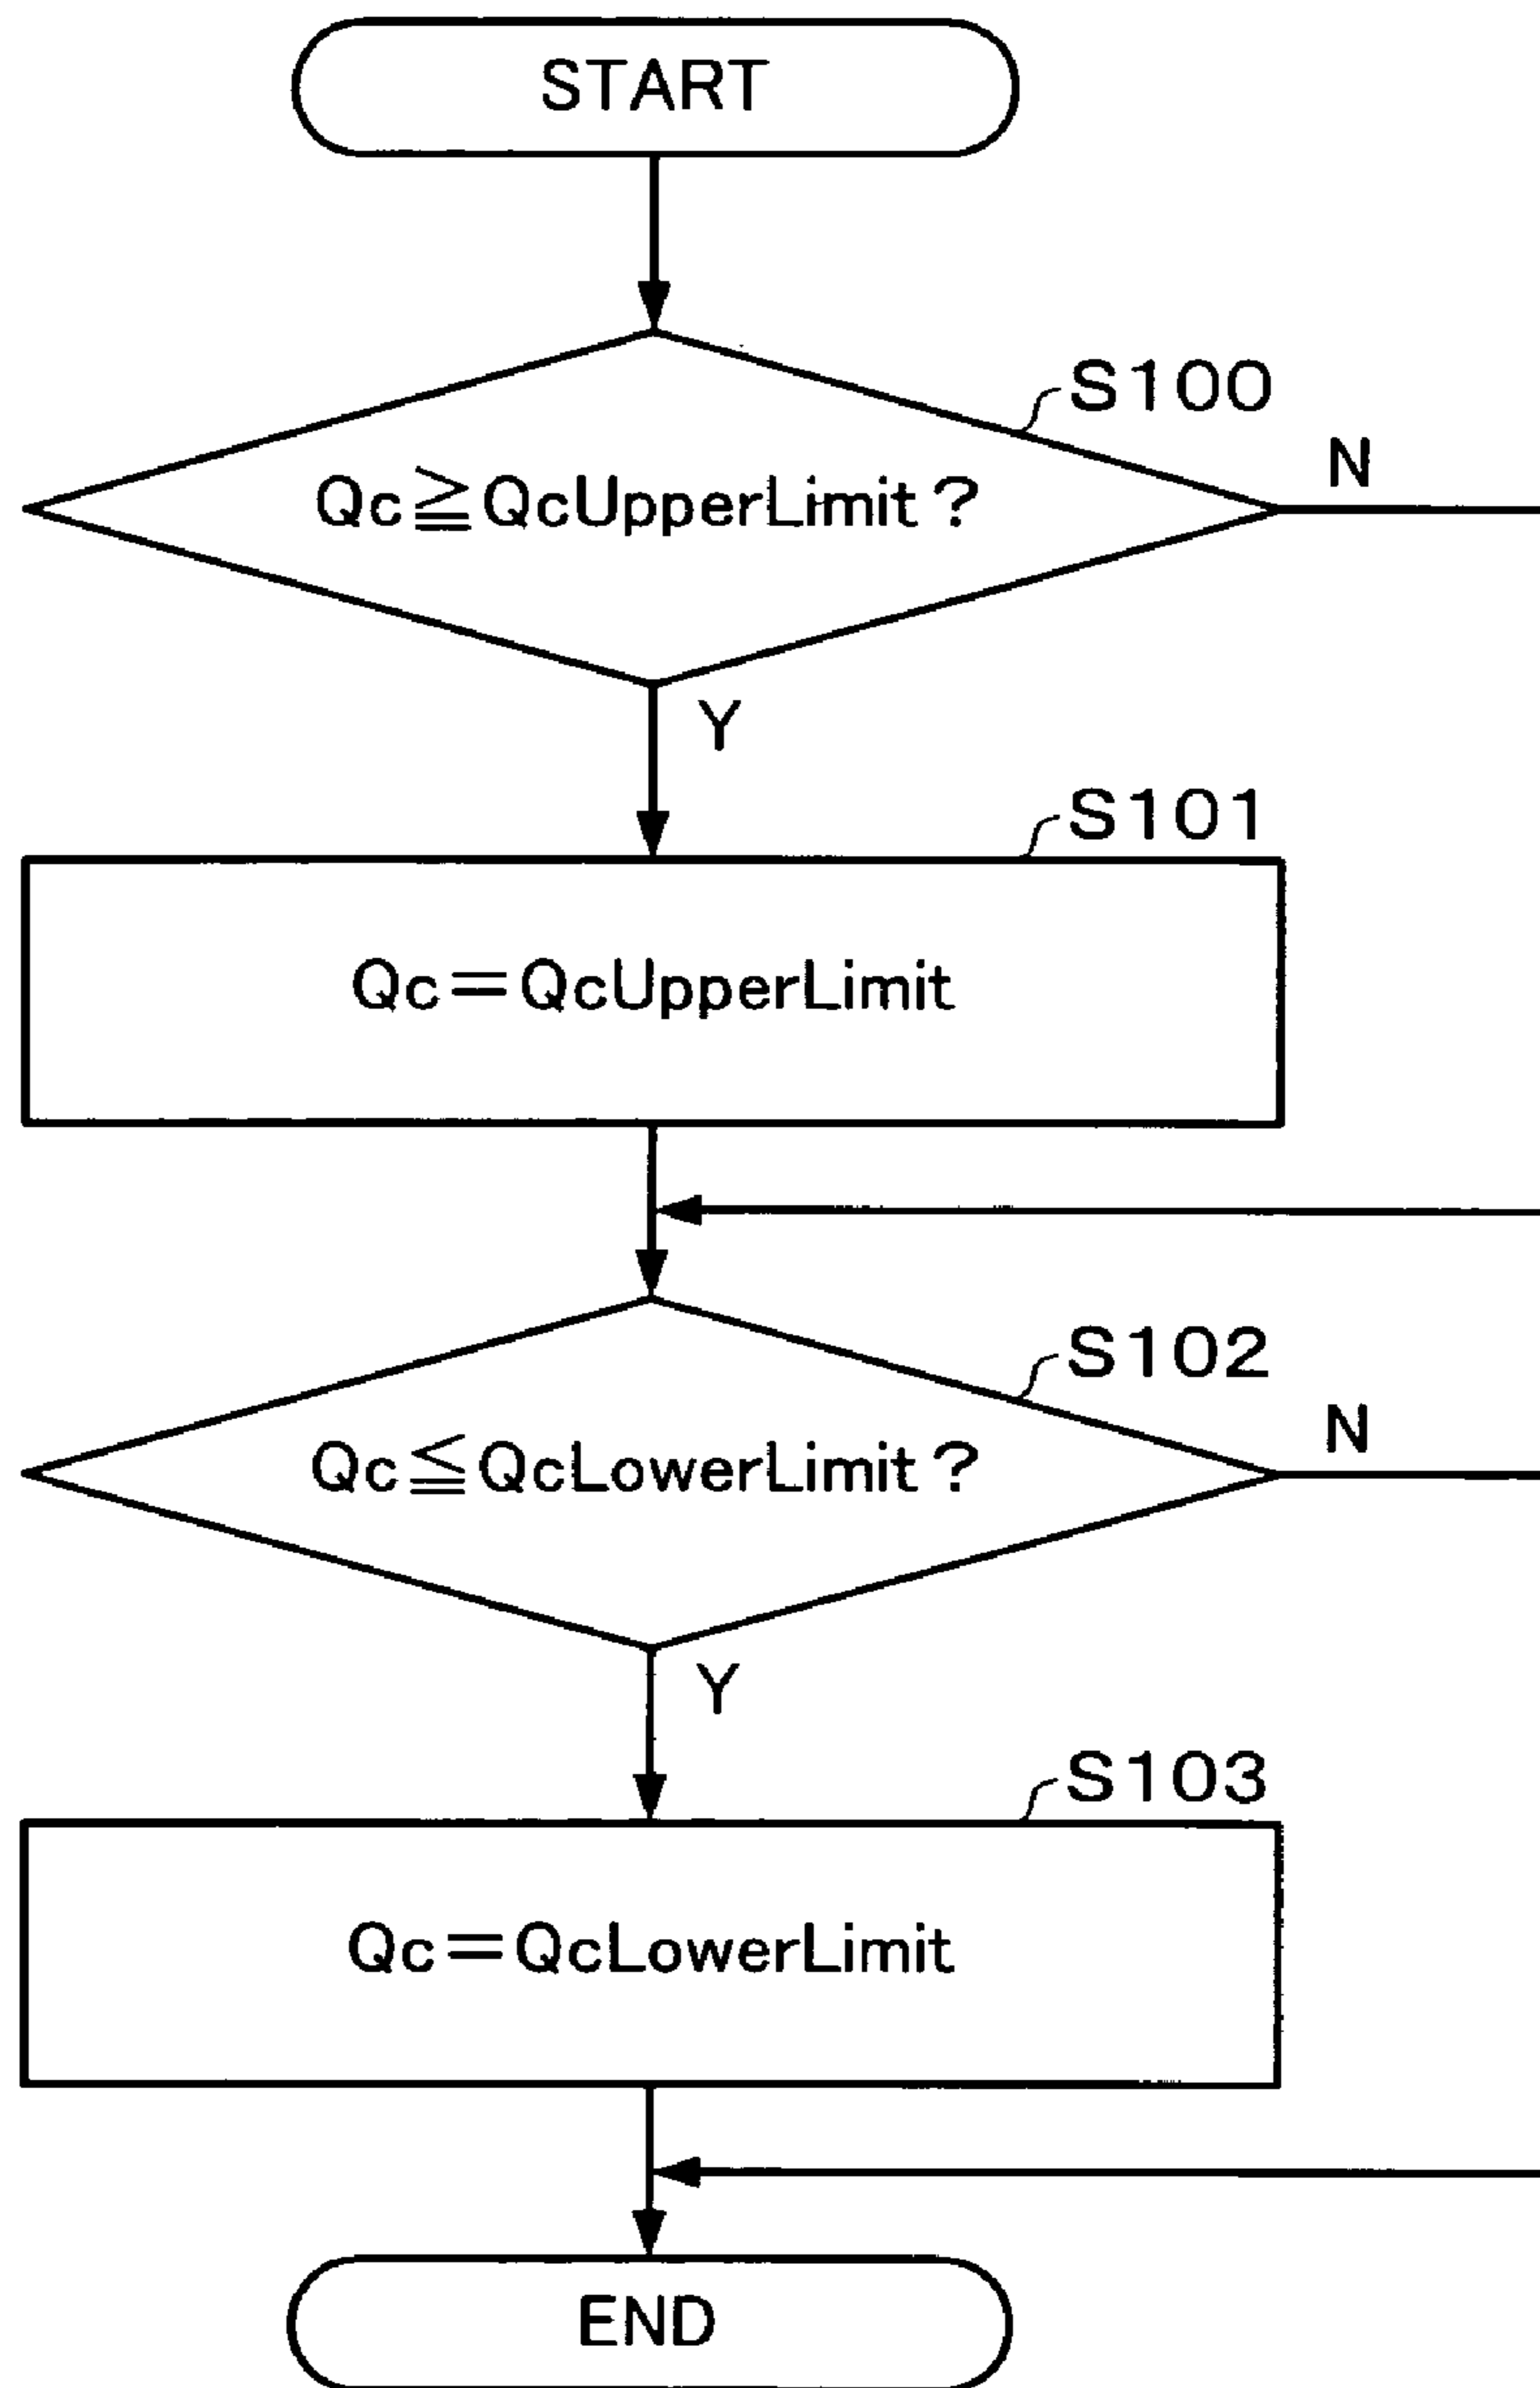 START
S100
N
Qc≧QcUpperLimit?
Y
S101
Qc=QcUpperLimit
S102
N
Qc≦QcLowerLimit?
Y
S103
Qc=QcLowerLimit
END